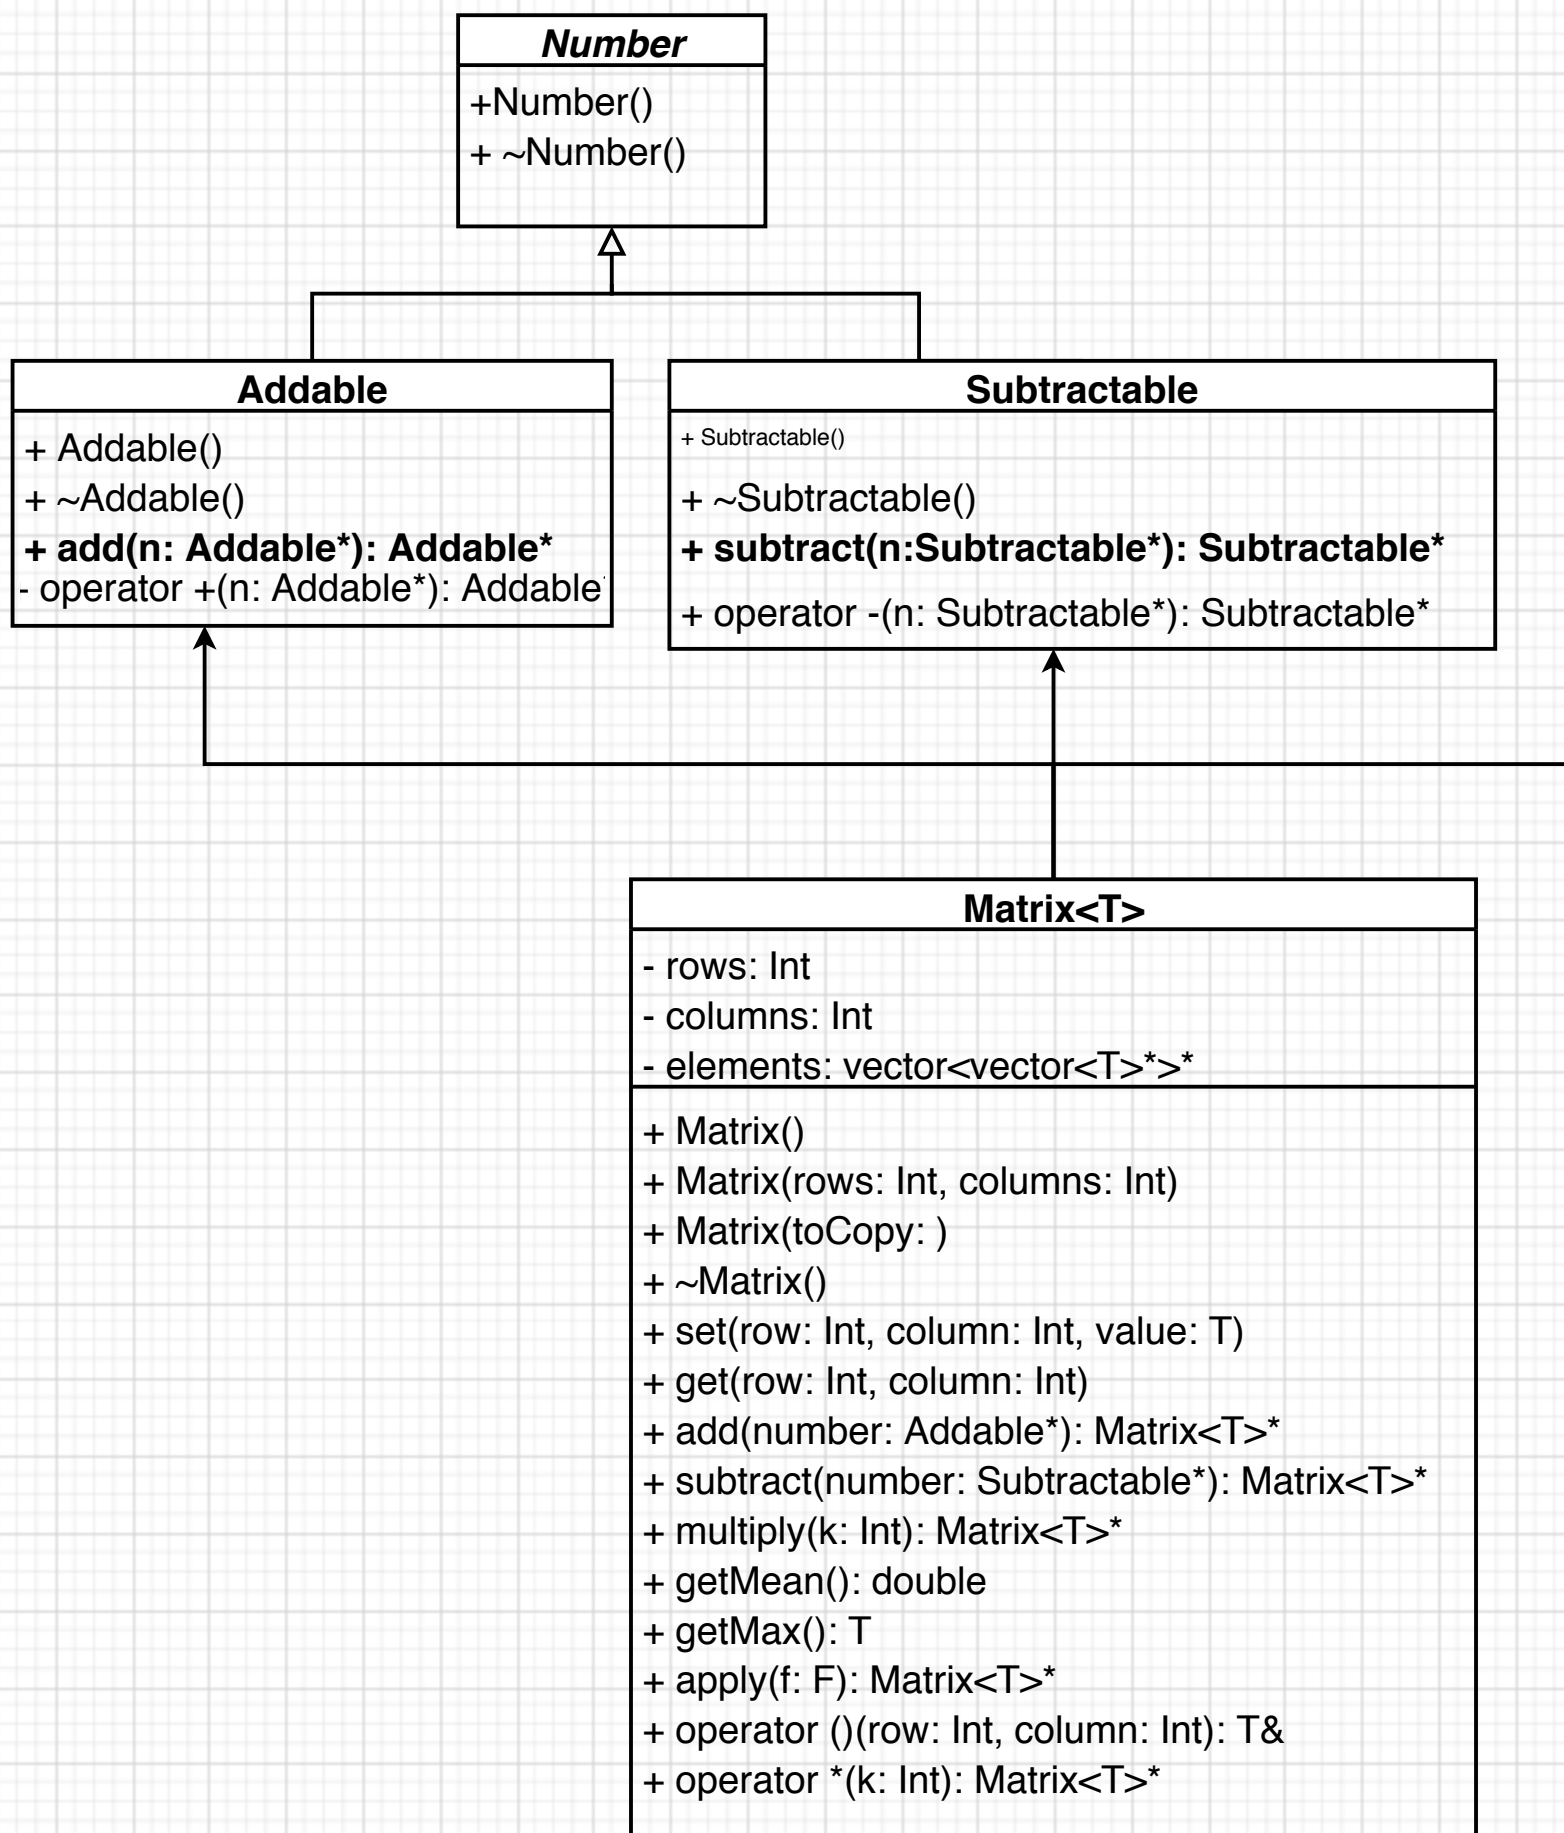 Number
+Number()
+ ~Number()
Addable
+ Addable()
+ ~Addable()
+ add(n: Addable*): Addable*
- operator +(n: Addable*): Addable
Subtractable
+ Subtractable()
+ ~Subtractable()
+ subtract(n:Subtractable*): Subtractable*
+ operator -(n: Subtractable*): Subtractable*
Matrix<T>
- rows: Int
- columns: Int
- elements: vector<vector<T>*>*
+ Matrix()
+ Matrix(rows: Int, columns: Int)
+ Matrix(toCopy: )
+ ~Matrix()
+ set(row: Int, column: Int, value: T)
+ get(row: Int, column: Int)
+ add(number: Addable*): Matrix<T>*
+ subtract(number: Subtractable*): Matrix<T>*
+ multiply(k: Int): Matrix<T>*
+ getMean(): double
+ getMax(): T
+ apply(f: F): Matrix<T>*
+ operator ()(row: Int, column: Int): T&
+ operator *(k: Int): Matrix<T>*